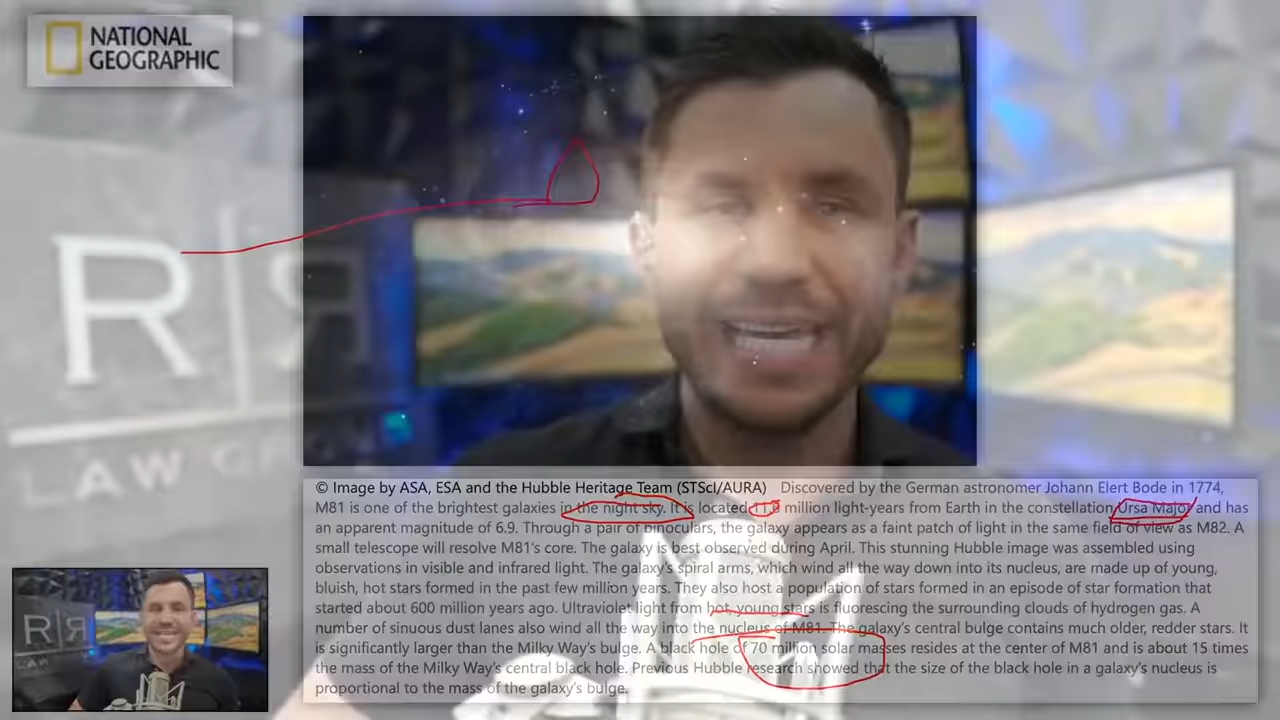 NATIONAL
GEOGRAPHIC
R|R
LAW
© Image by ASA, ESA and the Hubble Heritage Team (STScI/AURA) Discovered by the German astronomer Johann Elert Bode in 1774,
M81 is one of the brightest galaxies in the night sky. It is located 11.6 million light-years from Earth in the constellation Ursa Major and has
an apparent magnitude of 6.9. Through a pair of binoculars, the galaxy appears as a faint patch of light in the same field of view as M82. A
small telescope will resolve M81's core. The galaxy is best observed during April. This stunning Hubble image was assembled using
observations in visible and infrared light. The galaxy's spiral arms, which wind all the way down into its nucleus, are made up of young,
bluish, hot stars formed in the past few million years. They also host a population of stars formed in an episode of star formation that
started about 600 million years ago. Ultraviolet light from hot, young stars is fluorescing the surrounding clouds of hydrogen gas. A
number of sinuous dust lanes also wind all the way into the nucleus of M81. The galaxy's central bulge contains much older, redder stars. It
is significantly larger than the Milky Way's bulge. A black hole of 70 million solar masses resides at the center of M81 and is about 15 times
the mass of the Milky Way's central black hole. Previous Hubble research showed that the size of the black hole in a galaxy's nucleus is
proportional to the mass of the galaxy's bulge.
R|R
LAW